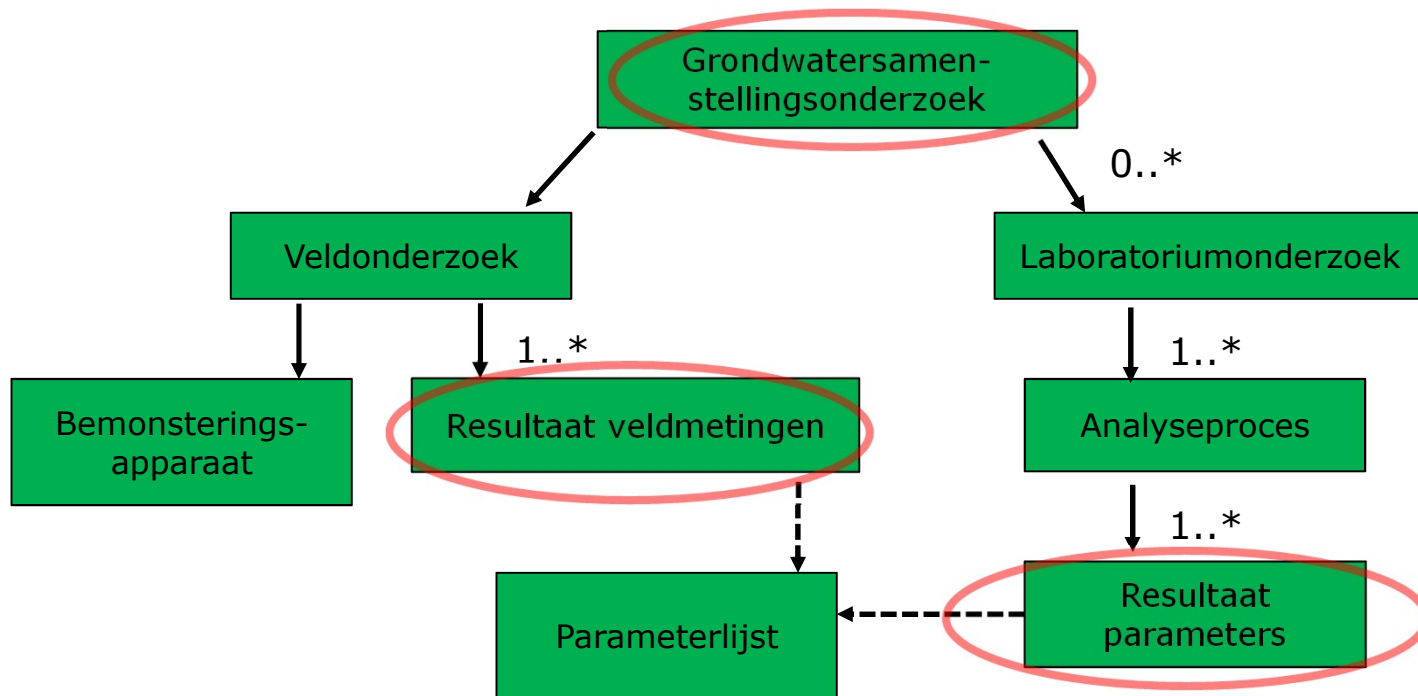 Grondwatersamen-
stellingsonderzoek
0..*
Veldonderzoek
Laboratoriumonderzoek
1..*
1..*
Bemonsterings-
apparaat
Resultaat veldmetingen
Analyseproces
1..*
Parameterlijst
Resultaat
parameters